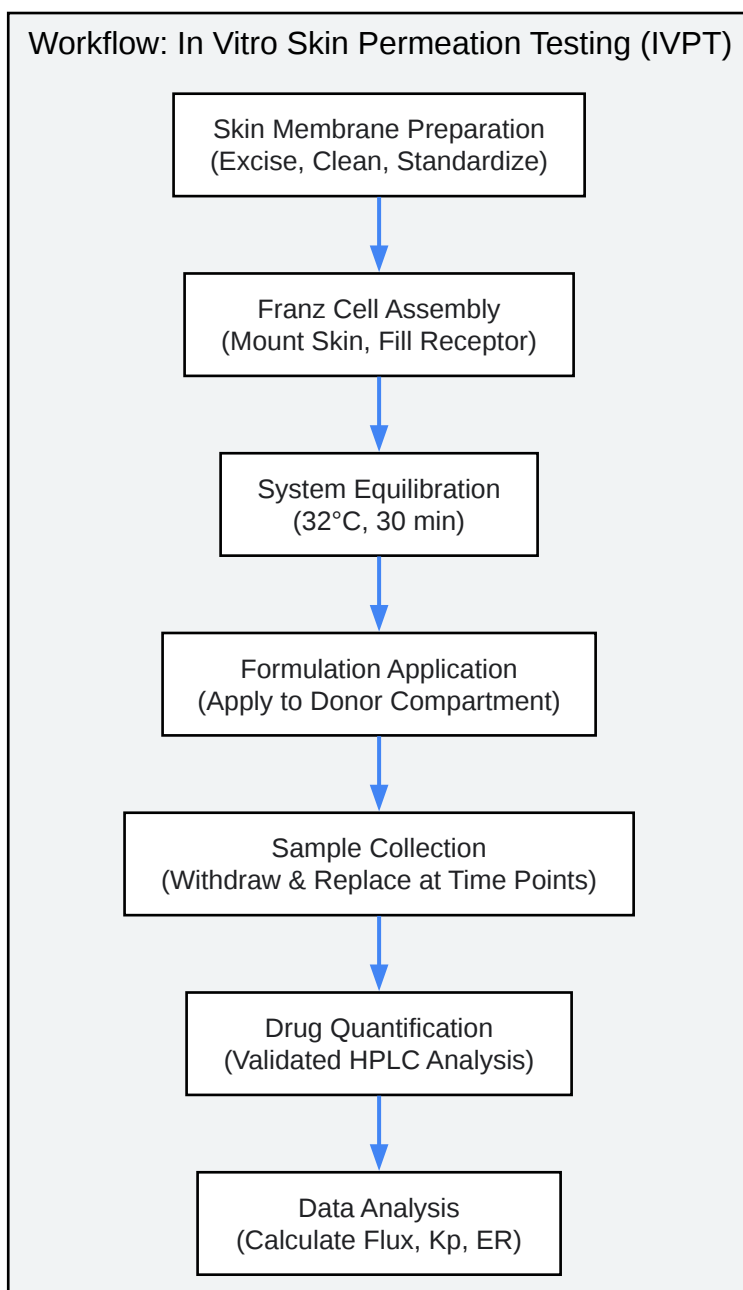 Workflow: In Vitro Skin Permeation Testing (IVPT)
Skin Membrane Preparation
(Excise, Clean, Standardize)
Franz Cell Assembly
(Mount Skin, Fill Receptor)
System Equilibration
(32°C, 30 min)
Formulation Application
(Apply to Donor Compartment)
Sample Collection
(Withdraw & Replace at Time Points)
Drug Quantification
(Validated HPLC Analysis)
Data Analysis
(Calculate Flux, Kp, ER)